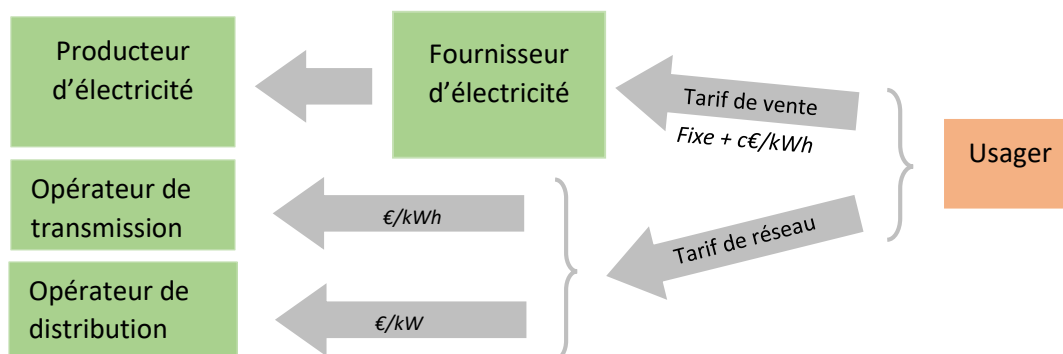 Producteur
d’électricité
Fournisseur
d’électricité
Tarif de vente
Fixe + c€/kWh
Usager
Opérateur de
transmission
€/kWh
Tarif de réseau
Opérateur de
distribution
€/kW